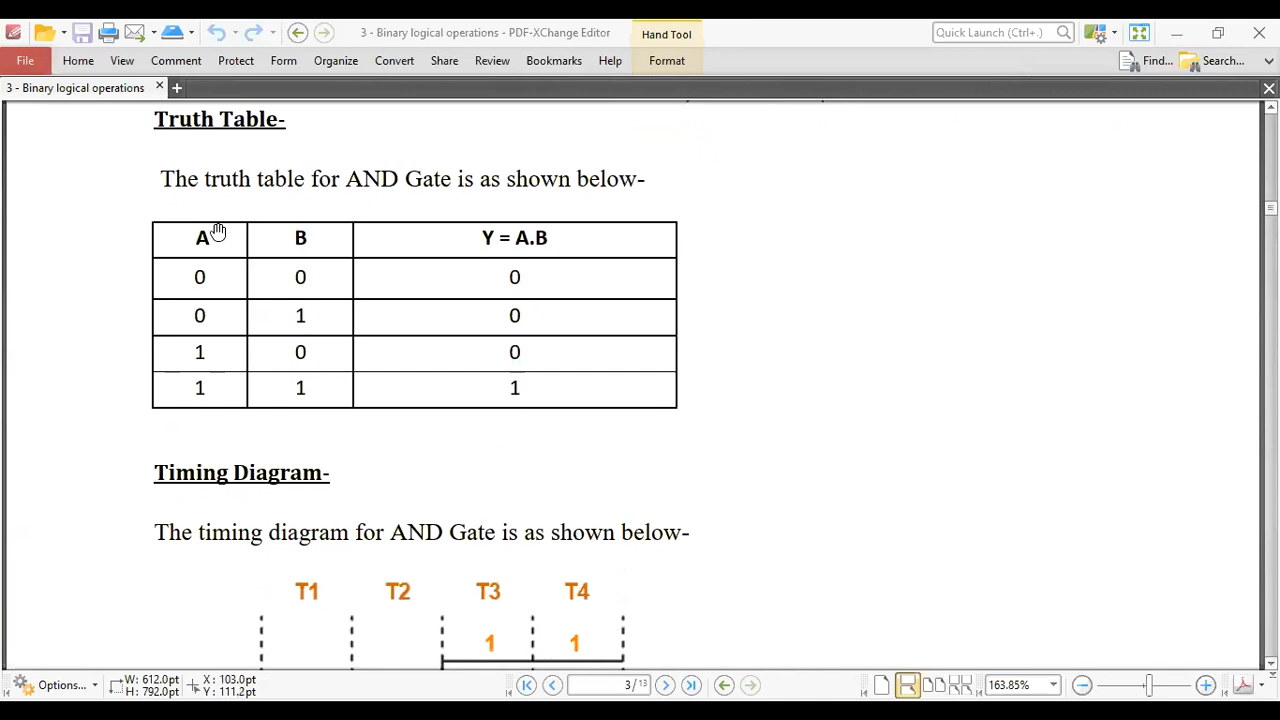 3 - Binary logical operations - PDF-XChange Editor
Hand Tool
Quick Launch (Ctrl+.)
File Home View Comment Protect Form Organize Convert Share Review Bookmarks Help Format Find... Search...
3 - Binary logical operations
Truth Table-
The truth table for AND Gate is as shown below-
A B Y = A.B
0 0 0
0 1 0
1 0 0
1 1 1
Timing Diagram-
The timing diagram for AND Gate is as shown below-
T1 T2 T3 T4
1 1
Options... W: 612.0pt X: 103.0pt
H: 792.0pt Y: 111.2pt
3 / 13
163.85%